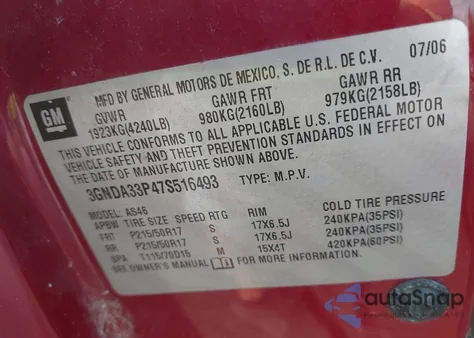 MFD BY GENERAL MOTORS DE MEXICO, S. DE R.L. DE C.V. 07/06
GM
GVWR GAWR FRT GAWR RR
1923KG(4240LB) 980KG(2160LB) 979KG(2158LB)
THIS VEHICLE CONFORMS TO ALL APPLICABLE U.S. FEDERAL MOTOR
VEHICLE SAFETY AND THEFT PREVENTION STANDARDS IN EFFECT ON
THE DATE OF MANUFACTURE SHOWN ABOVE.
3GNDA33P47S516493 TYPE: M.P.V.
MODEL: AS46
APBW TIRE SIZE SPEED RTG RIM COLD TIRE PRESSURE
FRT P215/50R17 S 17X6.5J 240KPA(35PSI)
RR P215/50R17 S 17X6.5J 240KPA(35PSI)
SPA T115/70D15 M 15X4T 420KPA(60PSI)
SEE OWNER'S MANUAL FOR MORE INFORMATION
autaSnap